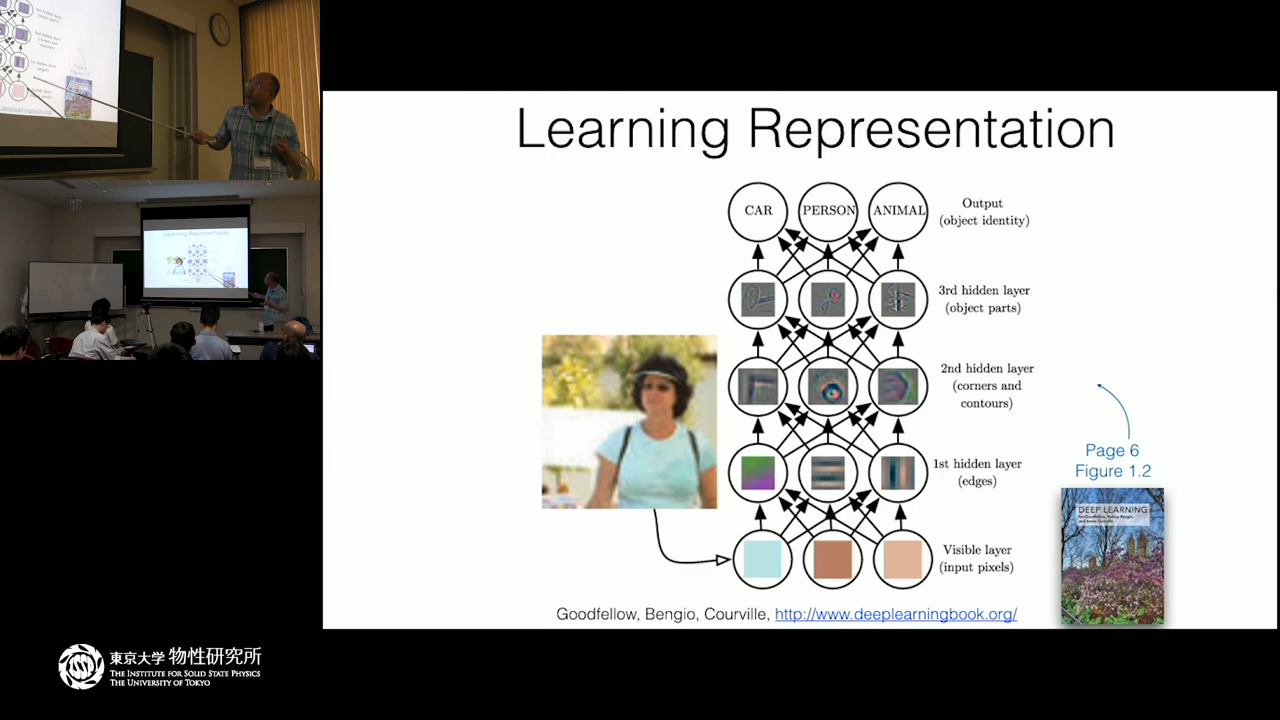 Learning Representation
CAR
PERSON
ANIMAL
Output
(object identity)
3rd hidden layer
(object parts)
2nd hidden layer
(corners and
contours)
1st hidden layer
(edges)
Visible layer
(input pixels)
Page 6
Figure 1.2
DEEP LEARNING
Goodfellow, Bengio, Courville, http://www.deeplearningbook.org/
Learning Representation
東京大学 物性研究所
THE INSTITUTE FOR SOLID STATE PHYSICS
THE UNIVERSITY OF TOKYO